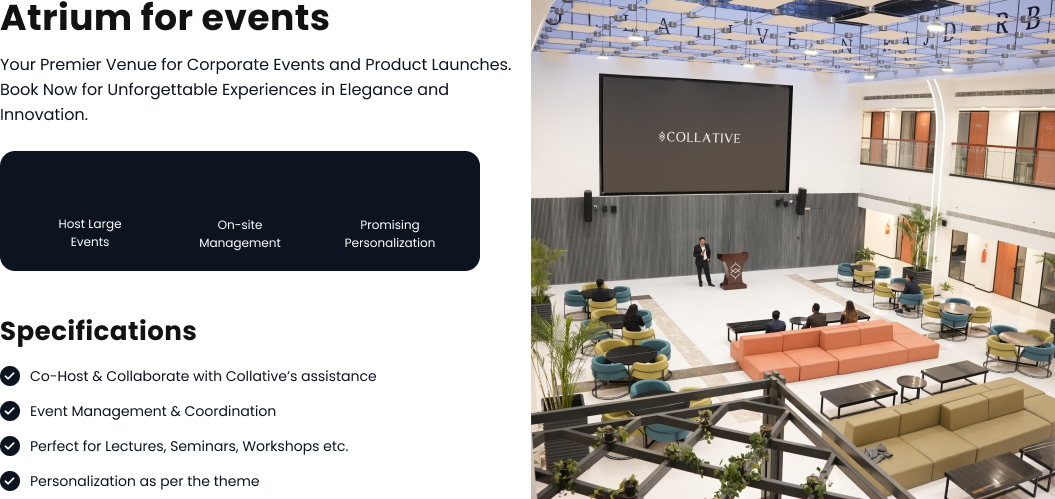 Atrium for events
Your Premier Venue for Corporate Events and Product Launches.
Book Now for Unforgettable Experiences in Elegance and
Innovation.
Host Large
Events
On-site
Management
Promising
Personalization
Specifications
Co-Host & Collaborate with Collative’s assistance
Event Management & Coordination
Perfect for Lectures, Seminars, Workshops etc.
Personalization as per the theme
COLLATIVE